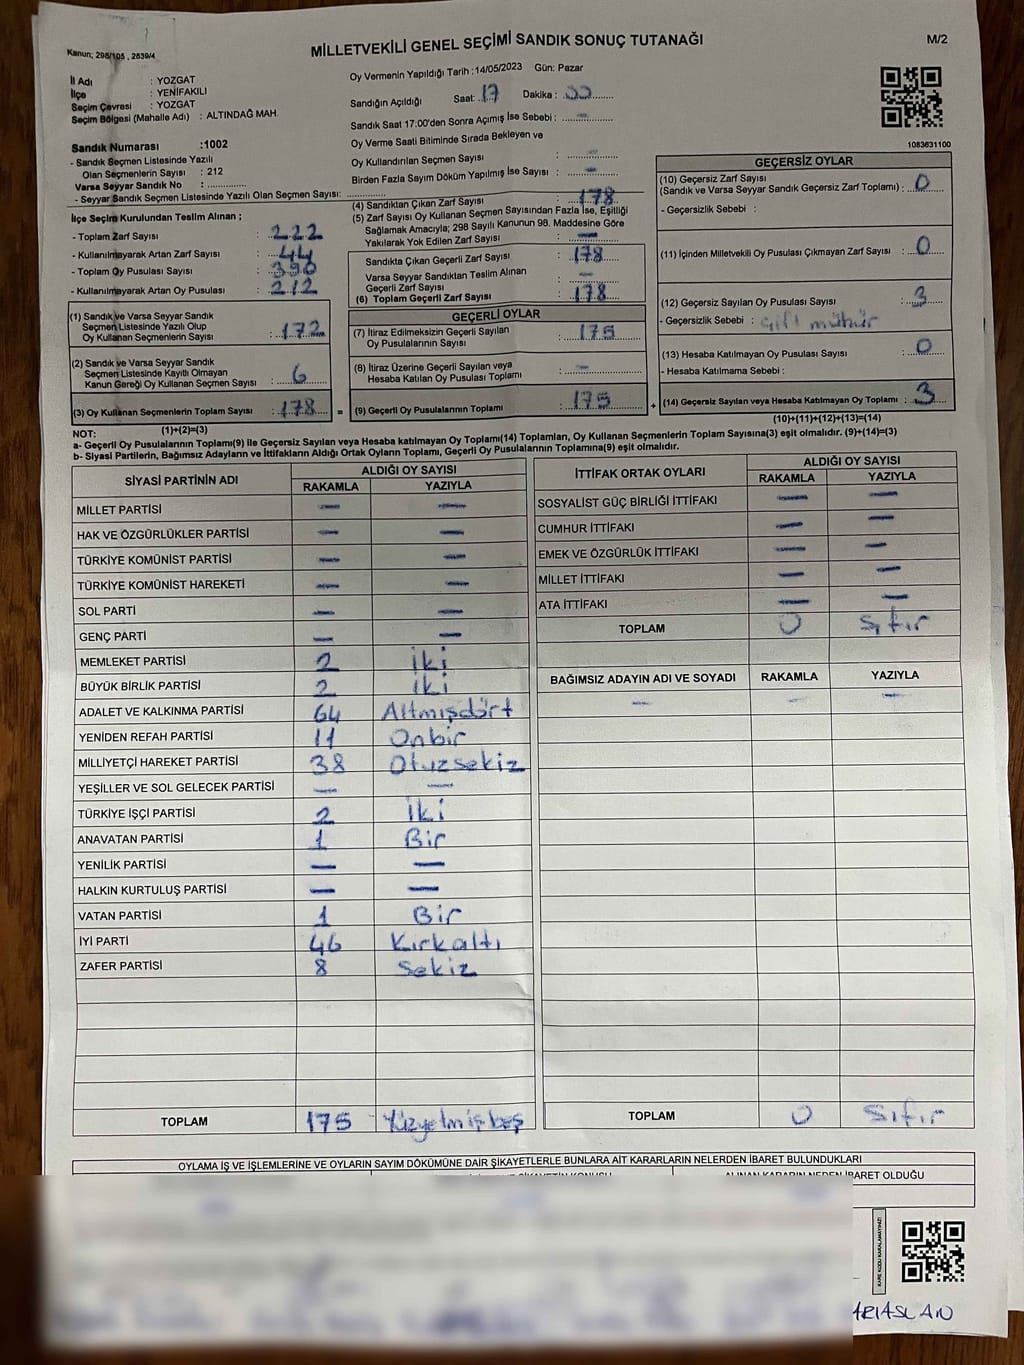 Kanun; 298/105 , 2839/4
MİLLETVEKİLİ GENEL SEÇİMİ SANDIK SONUÇ TUTANAĞI
M/2
İl Adı : YOZGAT
İlçe : YENİFAKILI
Seçim Çevresi : YOZGAT
Seçim Bölgesi (Mahalle Adı) : ALTINDAĞ MAH.
Sandık Numarası :1002
- Sandık Seçmen Listesinde Yazılı
Olan Seçmenlerin Sayısı : 212
Varsa Seyyar Sandık No :
- Seyyar Sandık Seçmen Listesinde Yazılı Olan Seçmen Sayısı:
Oy Vermenin Yapıldığı Tarih :14/05/2023 Gün: Pazar
Sandığın Açıldığı Saat: 17 Dakika :
Sandık Saat 17:00'den Sonra Açımış İse Sebebi : —
Oy Verme Saati Bitiminde Sırada Bekleyen ve
Oy Kullandırılan Seçmen Sayısı : —
Birden Fazla Sayım Döküm Yapılmış İse Sayısı : —
1083631100
İlçe Seçim Kurulundan Teslim Alınan ;
- Toplam Zarf Sayısı : 222
- Kullanılmayarak Artan Zarf Sayısı : 44
- Toplam Oy Pusulası Sayısı : 390
- Kullanılmayarak Artan Oy Pusulası : 212
(1) Sandık ve Varsa Seyyar Sandık
Seçmen Listesinde Yazılı Olup
Oy Kullanan Seçmenlerin Sayısı : 172
(2) Sandık ve Varsa Seyyar Sandık
Seçmen Listesinde Kayıtlı Olmayan
Kanun Gereği Oy Kullanan Seçmen Sayısı : 6
(3) Oy Kullanan Seçmenlerin Toplam Sayısı : 178
(1)+(2)=(3)
(4) Sandıktan Çıkan Zarf Sayısı : 178
(5) Zarf Sayısı Oy Kullanan Seçmen Sayısından Fazla İse, Eşitliği
Sağlamak Amacıyla; 298 Sayılı Kanunun 98. Maddesine Göre
Yakılarak Yok Edilen Zarf Sayısı : —
Sandıkta Çıkan Geçerli Zarf Sayısı : 178
Varsa Seyyar Sandıktan Teslim Alınan
Geçerli Zarf Sayısı : —
(6) Toplam Geçerli Zarf Sayısı : 178
GEÇERLİ OYLAR
(7) İtiraz Edilmeksizin Geçerli Sayılan
Oy Pusulalarının Sayısı : 175
(8) İtiraz Üzerine Geçerli Sayılan veya
Hesaba Katılan Oy Pusulalarını Toplamı : —
= (9) Geçerli Oy Pusulalarının Toplamı : 175 +
GEÇERSİZ OYLAR
(10) Geçersiz Zarf Sayısı
(Sandık ve Varsa Seyyar Sandık Geçersiz Zarf Toplamı) : 0
- Geçersizlik Sebebi :
(11) İçinden Milletvekili Oy Pusulası Çıkmayan Zarf Sayısı : 0
(12) Geçersiz Sayılan Oy Pusulası Sayısı : 3
- Geçersizlik Sebebi : çift mühür
(13) Hesaba Katılmayan Oy Pusulası Sayısı : 0
- Hesaba Katılmama Sebebi :
(14) Geçersiz Sayılan veya Hesaba Katılmayan Oy Toplamı : 3
(10)+(11)+(12)+(13)=(14)
NOT:
a- Geçerli Oy Pusulalarının Toplamı(9) ile Geçersiz Sayılan veya Hesaba katılmayan Oy Toplamı(14) Toplamları, Oy Kullanan Seçmenlerin Toplam Sayısına(3) eşit olmalıdır. (9)+(14)=(3)
b- Siyasi Partilerin, Bağımsız Adayların ve İttifakların Aldığı Ortak Oyların Toplamı, Geçerli Oy Pusulalarının Toplamına(9) eşit olmalıdır.
SİYASİ PARTİNİN ADI ALDIĞI OY SAYISI
RAKAMLA YAZIYLA
MİLLET PARTİSİ — —
HAK VE ÖZGÜRLÜKLER PARTİSİ — —
TÜRKİYE KOMÜNİST PARTİSİ — —
TÜRKİYE KOMÜNİST HAREKETİ — —
SOL PARTİ — —
GENÇ PARTİ — —
MEMLEKET PARTİSİ 2 İki
BÜYÜK BİRLİK PARTİSİ 2 İki
ADALET VE KALKINMA PARTİSİ 64 Altmışdört
YENİDEN REFAH PARTİSİ 11 Onbir
MİLLİYETÇİ HAREKET PARTİSİ 38 Otuzsekiz
YEŞİLLER VE SOL GELECEK PARTİSİ — —
TÜRKİYE İŞÇİ PARTİSİ 2 İki
ANAVATAN PARTİSİ 1 Bir
YENİLİK PARTİSİ — —
HALKIN KURTULUŞ PARTİSİ — —
VATAN PARTİSİ 1 Bir
İYİ PARTİ 46 Kırkaltı
ZAFER PARTİSİ 8 Sekiz
TOPLAM 175 Yüzyetmişbeş
İTTİFAK ORTAK OYLARI ALDIĞI OY SAYISI
RAKAMLA YAZIYLA
SOSYALİST GÜÇ BİRLİĞİ İTTİFAKI — —
CUMHUR İTTİFAKI — —
EMEK VE ÖZGÜRLÜK İTTİFAKI — —
MİLLET İTTİFAKI — —
ATA İTTİFAKI — —
TOPLAM 0 Sıfır
BAĞIMSIZ ADAYIN ADI VE SOYADI RAKAMLA YAZIYLA
— — —
TOPLAM 0 Sıfır
OYLAMA İŞ VE İŞLEMLERİNE VE OYLARIN SAYIM DÖKÜMÜNE DAİR ŞİKAYETLERLE BUNLARA AİT KARARLARIN NELERDEN İBARET BULUNDUKLARI
ALINAN KARARIN NEDEN İBARET OLDUĞU
KARE KODU KARALAMAYINIZ!
ARIASLAN